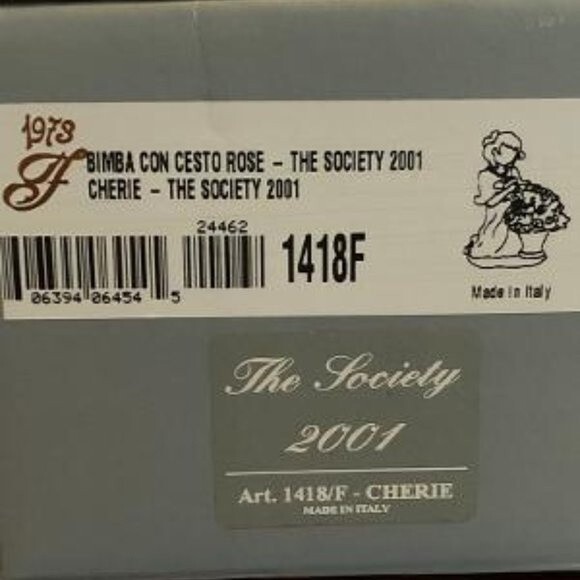 1973
F
BIMBA CON CESTO ROSE - THE SOCIETY 2001
CHERIE - THE SOCIETY 2001
24462
1418F
06394 06454 5
Made in Italy
The Society
2001
Art. 1418/F - CHERIE
MADE IN ITALY